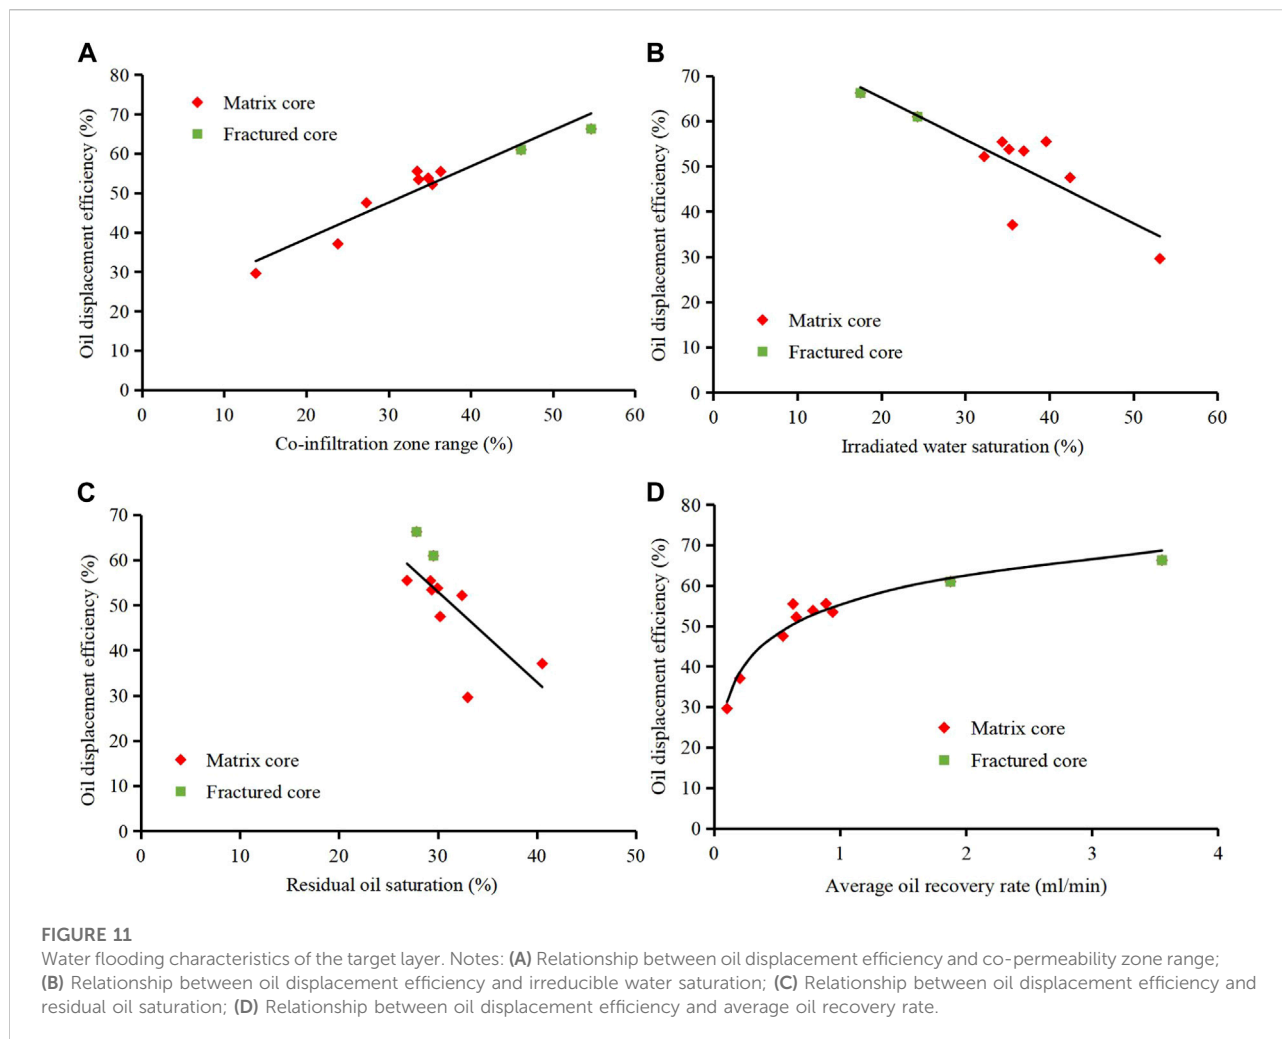 A
Oil displacement efficiency (%)
80
70
60
50
40
30
20
10
0
Matrix core
Fractured core
0 10 20 30 40 50 60
Co-infiltration zone range (%)
B
Oil displacement efficiency (%)
70
60
50
40
30
20
10
0
Matrix core
Fractured core
0 10 20 30 40 50 60
Irradiated water saturation (%)
C
Oil displacement efficiency (%)
70
60
50
40
30
20
10
0
Matrix core
Fractured core
0 10 20 30 40 50
Residual oil saturation (%)
D
Oil displacement efficiency (%)
80
70
60
50
40
30
20
10
0
Matrix core
Fractured core
0 1 2 3 4
Average oil recovery rate (ml/min)
FIGURE 11
Water flooding characteristics of the target layer. Notes: (A) Relationship between oil displacement efficiency and co-permeability zone range;
(B) Relationship between oil displacement efficiency and irreducible water saturation; (C) Relationship between oil displacement efficiency and
residual oil saturation; (D) Relationship between oil displacement efficiency and average oil recovery rate.